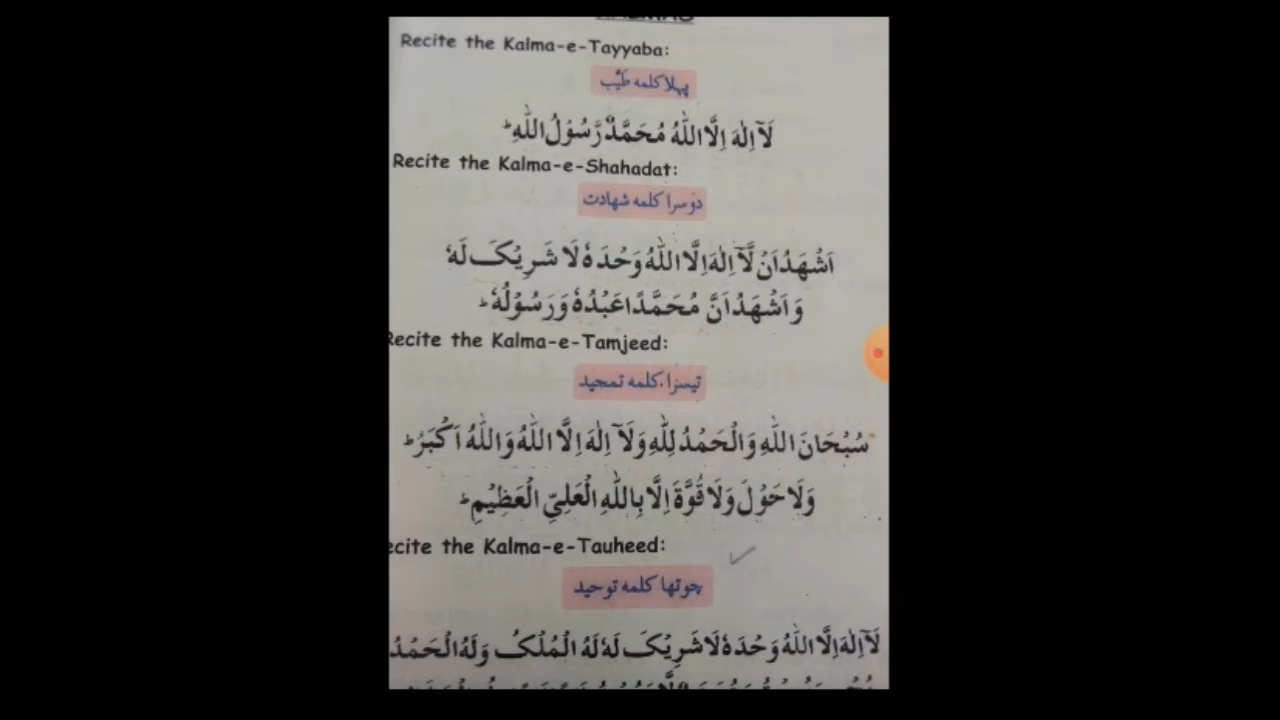 KALMAS
Recite the Kalma-e-Tayyaba:
پہلا کلمہ طَیِّب
لَآ اِلٰهَ اِلَّا اللّٰهُ مُحَمَّدٌ رَّسُوْلُ اللّٰهِ ؕ
Recite the Kalma-e-Shahadat:
دوسرا کلمہ شہادت
اَشْهَدُ اَنْ لَّآ اِلٰهَ اِلَّا اللّٰهُ وَحْدَهٗ لَا شَرِیْکَ لَهٗ
وَ اَشْهَدُ اَنَّ مُحَمَّدًا عَبْدُهٗ وَ رَسُوْلُهٗ ؕ
Recite the Kalma-e-Tamjeed:
تیسرا کلمہ تمجید
سُبْحَانَ اللّٰهِ وَالْحَمْدُ لِلّٰهِ وَلَآ اِلٰهَ اِلَّا اللّٰهُ وَاللّٰهُ اَکْبَرُ ؕ
وَلَا حَوْلَ وَلَا قُوَّةَ اِلَّا بِاللّٰهِ الْعَلِیِّ الْعَظِیْمِ ؕ
ecite the Kalma-e-Tauheed:
چوتھا کلمہ توحید
لَآ اِلٰهَ اِلَّا اللّٰهُ وَحْدَهٗ لَا شَرِیْکَ لَهٗ لَهُ الْمُلْکُ وَلَهُ الْحَمْدُ